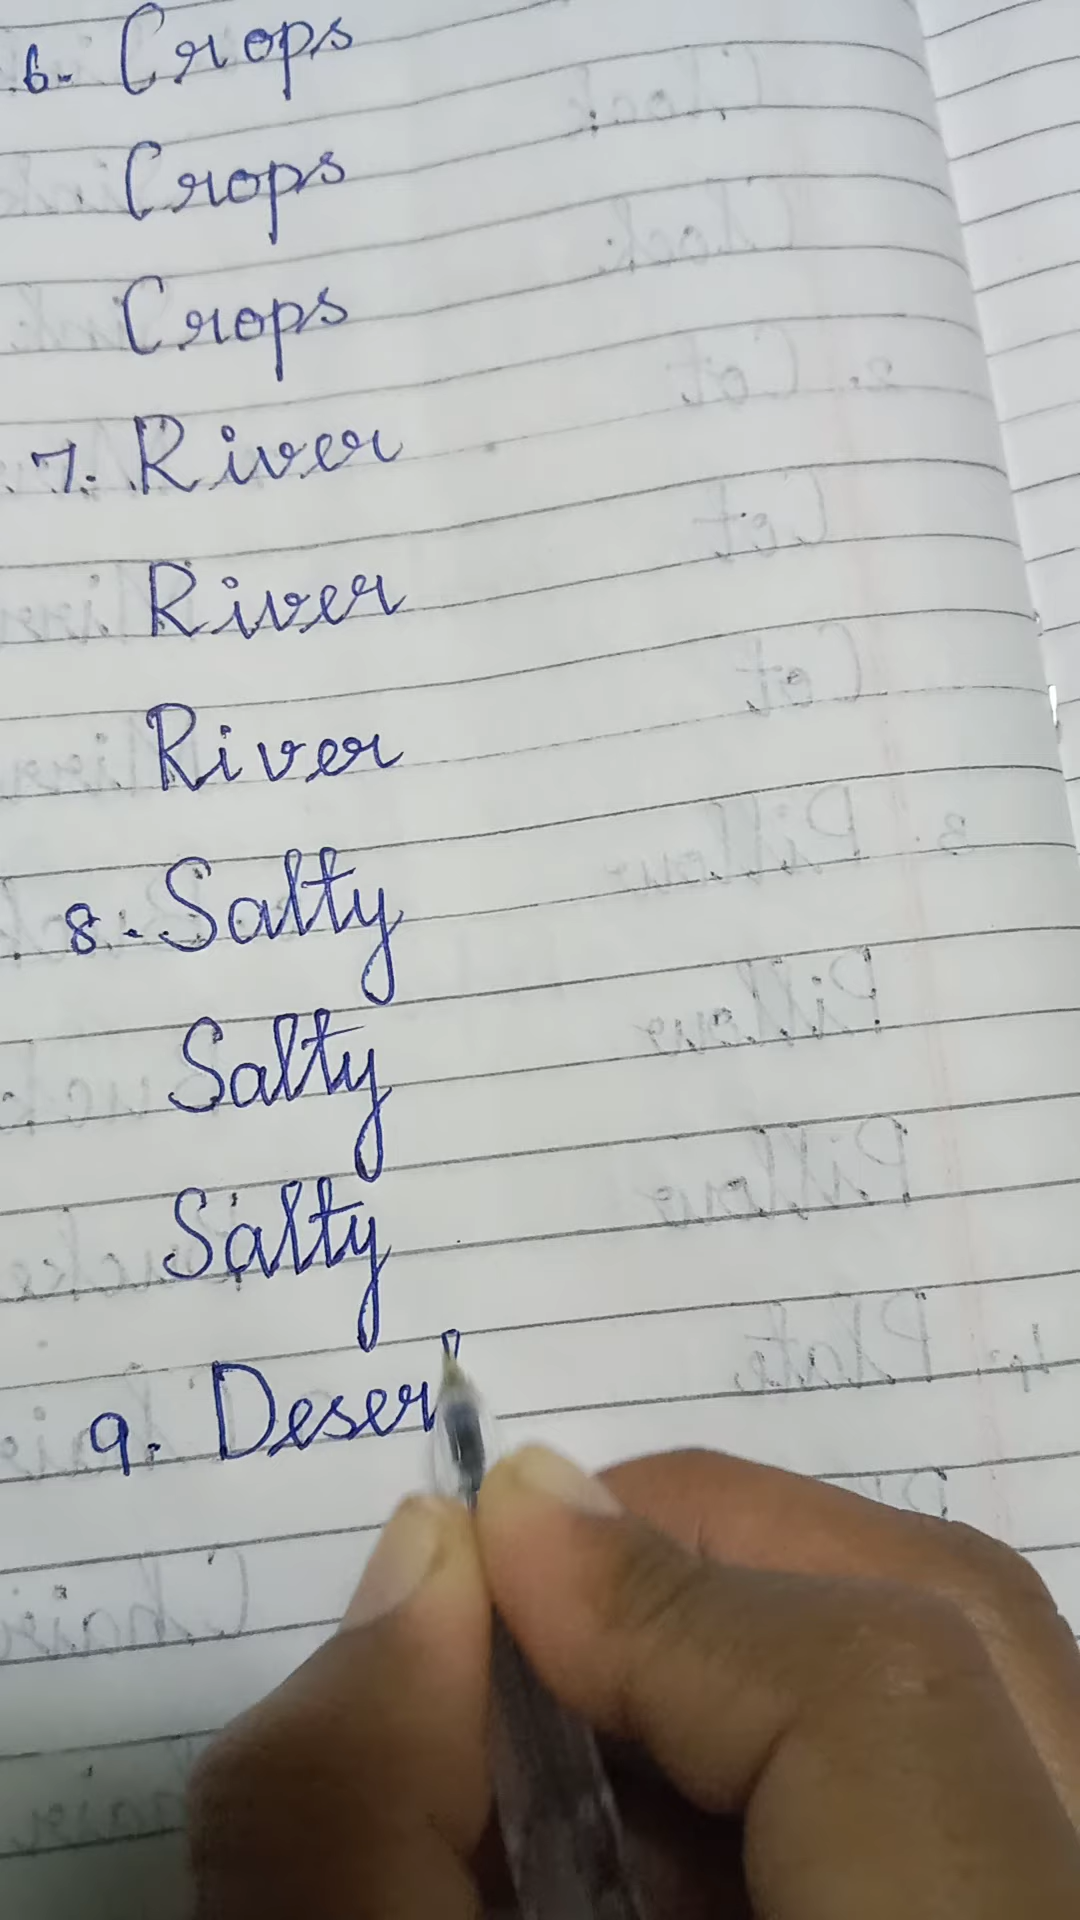 6. Crops
Crops
Crops
7. River
River
River
8. Salty
Salty
Salty
9. Deser